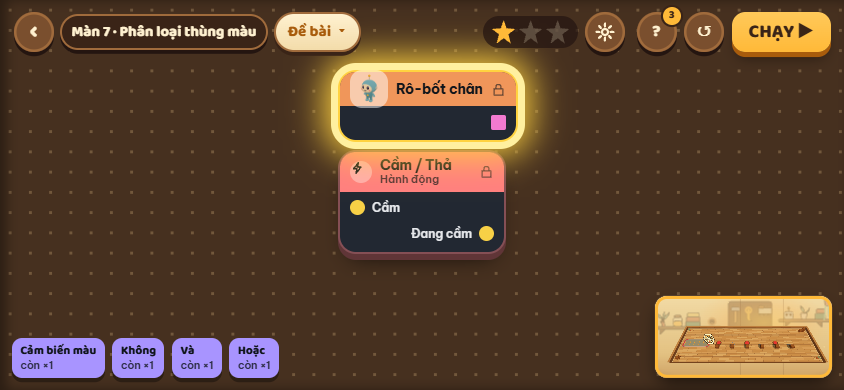 Màn 7 · Phân loại thùng màu
Đề bài
3
?
CHẠY
Rô-bốt chân
Cầm / Thả
Hành động
Cầm
Đang cầm
Cảm biến màu
còn ×1
Không
còn ×1
Và
còn ×1
Hoặc
còn ×1